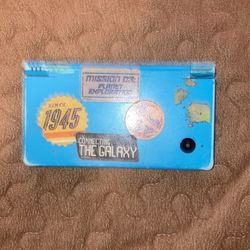 MISSION 03:
PLANET
EXPLORATION
SINCE
1945
CONNECTING
THE GALAXY